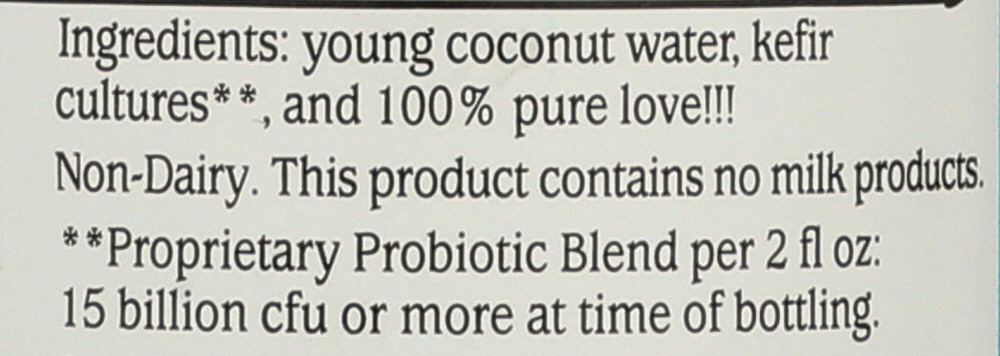 Ingredients: young coconut water, kefir
cultures**, and 100% pure love!!!
Non-Dairy. This product contains no milk products.
**Proprietary Probiotic Blend per 2 fl oz:
15 billion cfu or more at time of bottling.